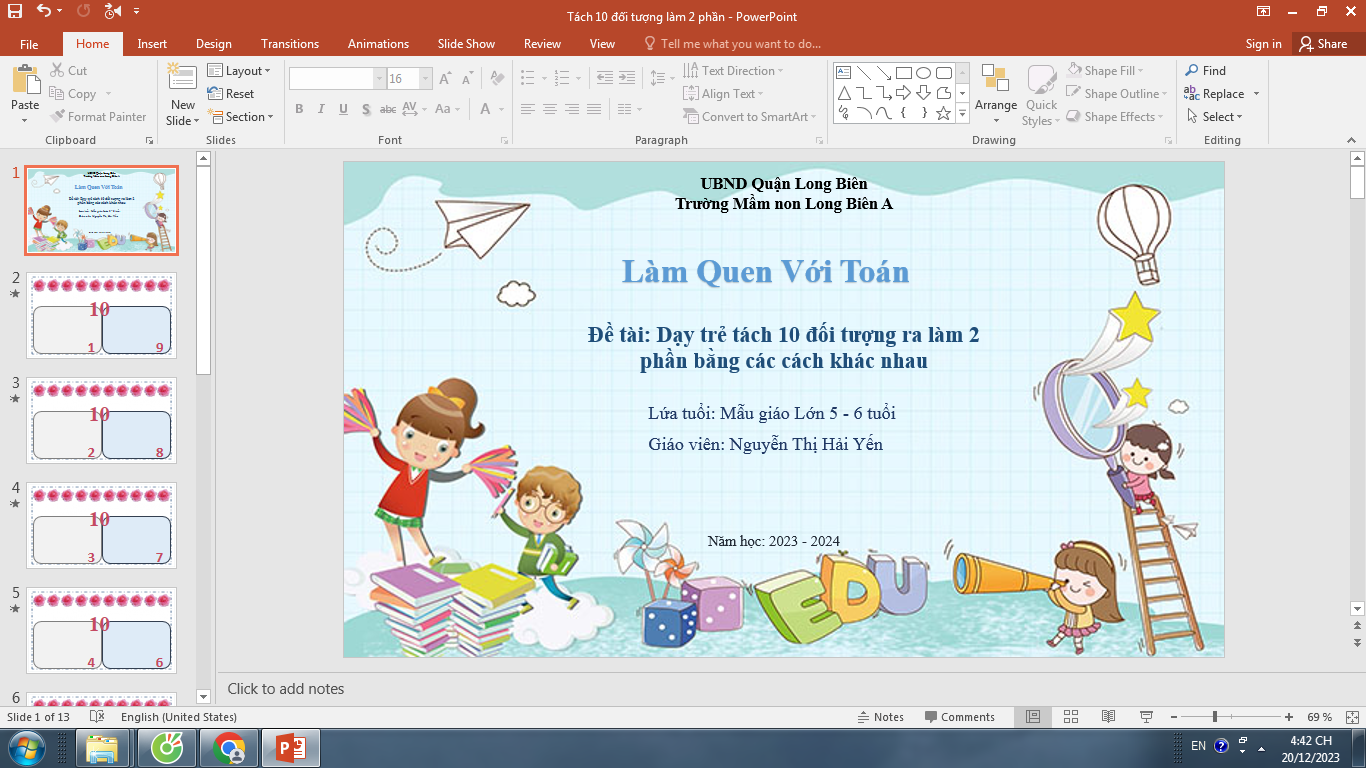 Tách 10 đối tượng làm 2 phần - PowerPoint
File Home Insert Design Transitions Animations Slide Show Review View Tell me what you want to do... Sign in Share
Paste
Cut
Copy
Format Painter
Clipboard
New Slide
Layout
Reset
Section
Slides
16
B I U S abc AV Aa A
Font
Text Direction
Align Text
Convert to SmartArt
Paragraph
Arrange
Quick Styles
Shape Fill
Shape Outline
Shape Effects
Drawing
Find
Replace
Select
Editing
1
2
10
1 9
3
10
2 8
4
10
3 7
5
10
4 6
6
UBND Quận Long Biên
Trường Mầm non Long Biên A
Làm Quen Với Toán
Đề tài: Dạy trẻ tách 10 đối tượng ra làm 2
phần bằng các cách khác nhau
Lứa tuổi: Mẫu giáo Lớn 5 - 6 tuổi
Giáo viên: Nguyễn Thị Hải Yến
Năm học: 2023 - 2024
EDU
Click to add notes
Slide 1 of 13 English (United States) Notes Comments 69 %
EN 4:42 CH
20/12/2023